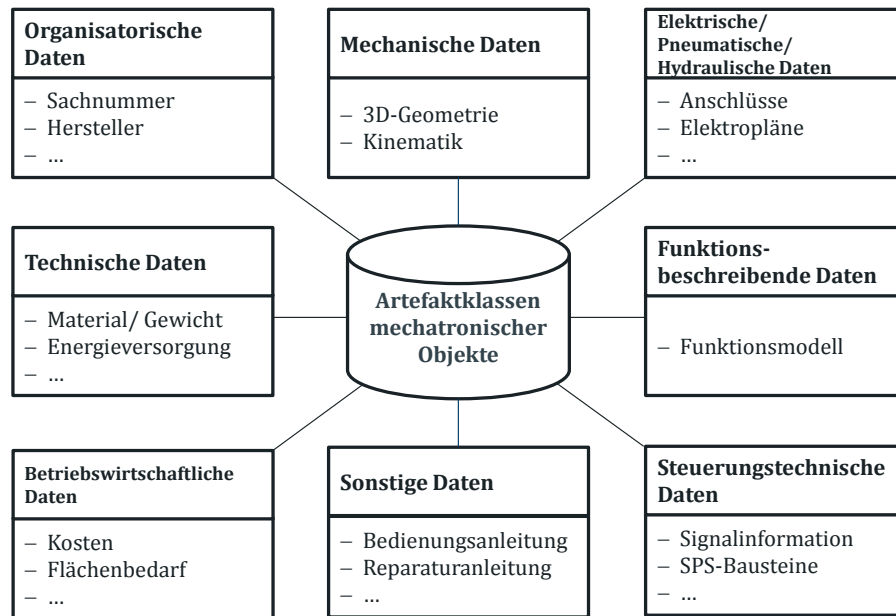 Organisatorische
Daten
– Sachnummer
– Hersteller
– ...
Mechanische Daten
– 3D-Geometrie
– Kinematik
Elektrische/
Pneumatische/
Hydraulische Daten
– Anschlüsse
– Elektropläne
– ...
Technische Daten
– Material/ Gewicht
– Energieversorgung
– ...
Artefaktklassen
mechatronischer
Objekte
Funktions-
beschreibende Daten
– Funktionsmodell
Betriebswirtschaftliche
Daten
– Kosten
– Flächenbedarf
– ...
Sonstige Daten
– Bedienungsanleitung
– Reparaturanleitung
– ...
Steuerungstechnische
Daten
– Signalinformation
– SPS-Bausteine
– ...